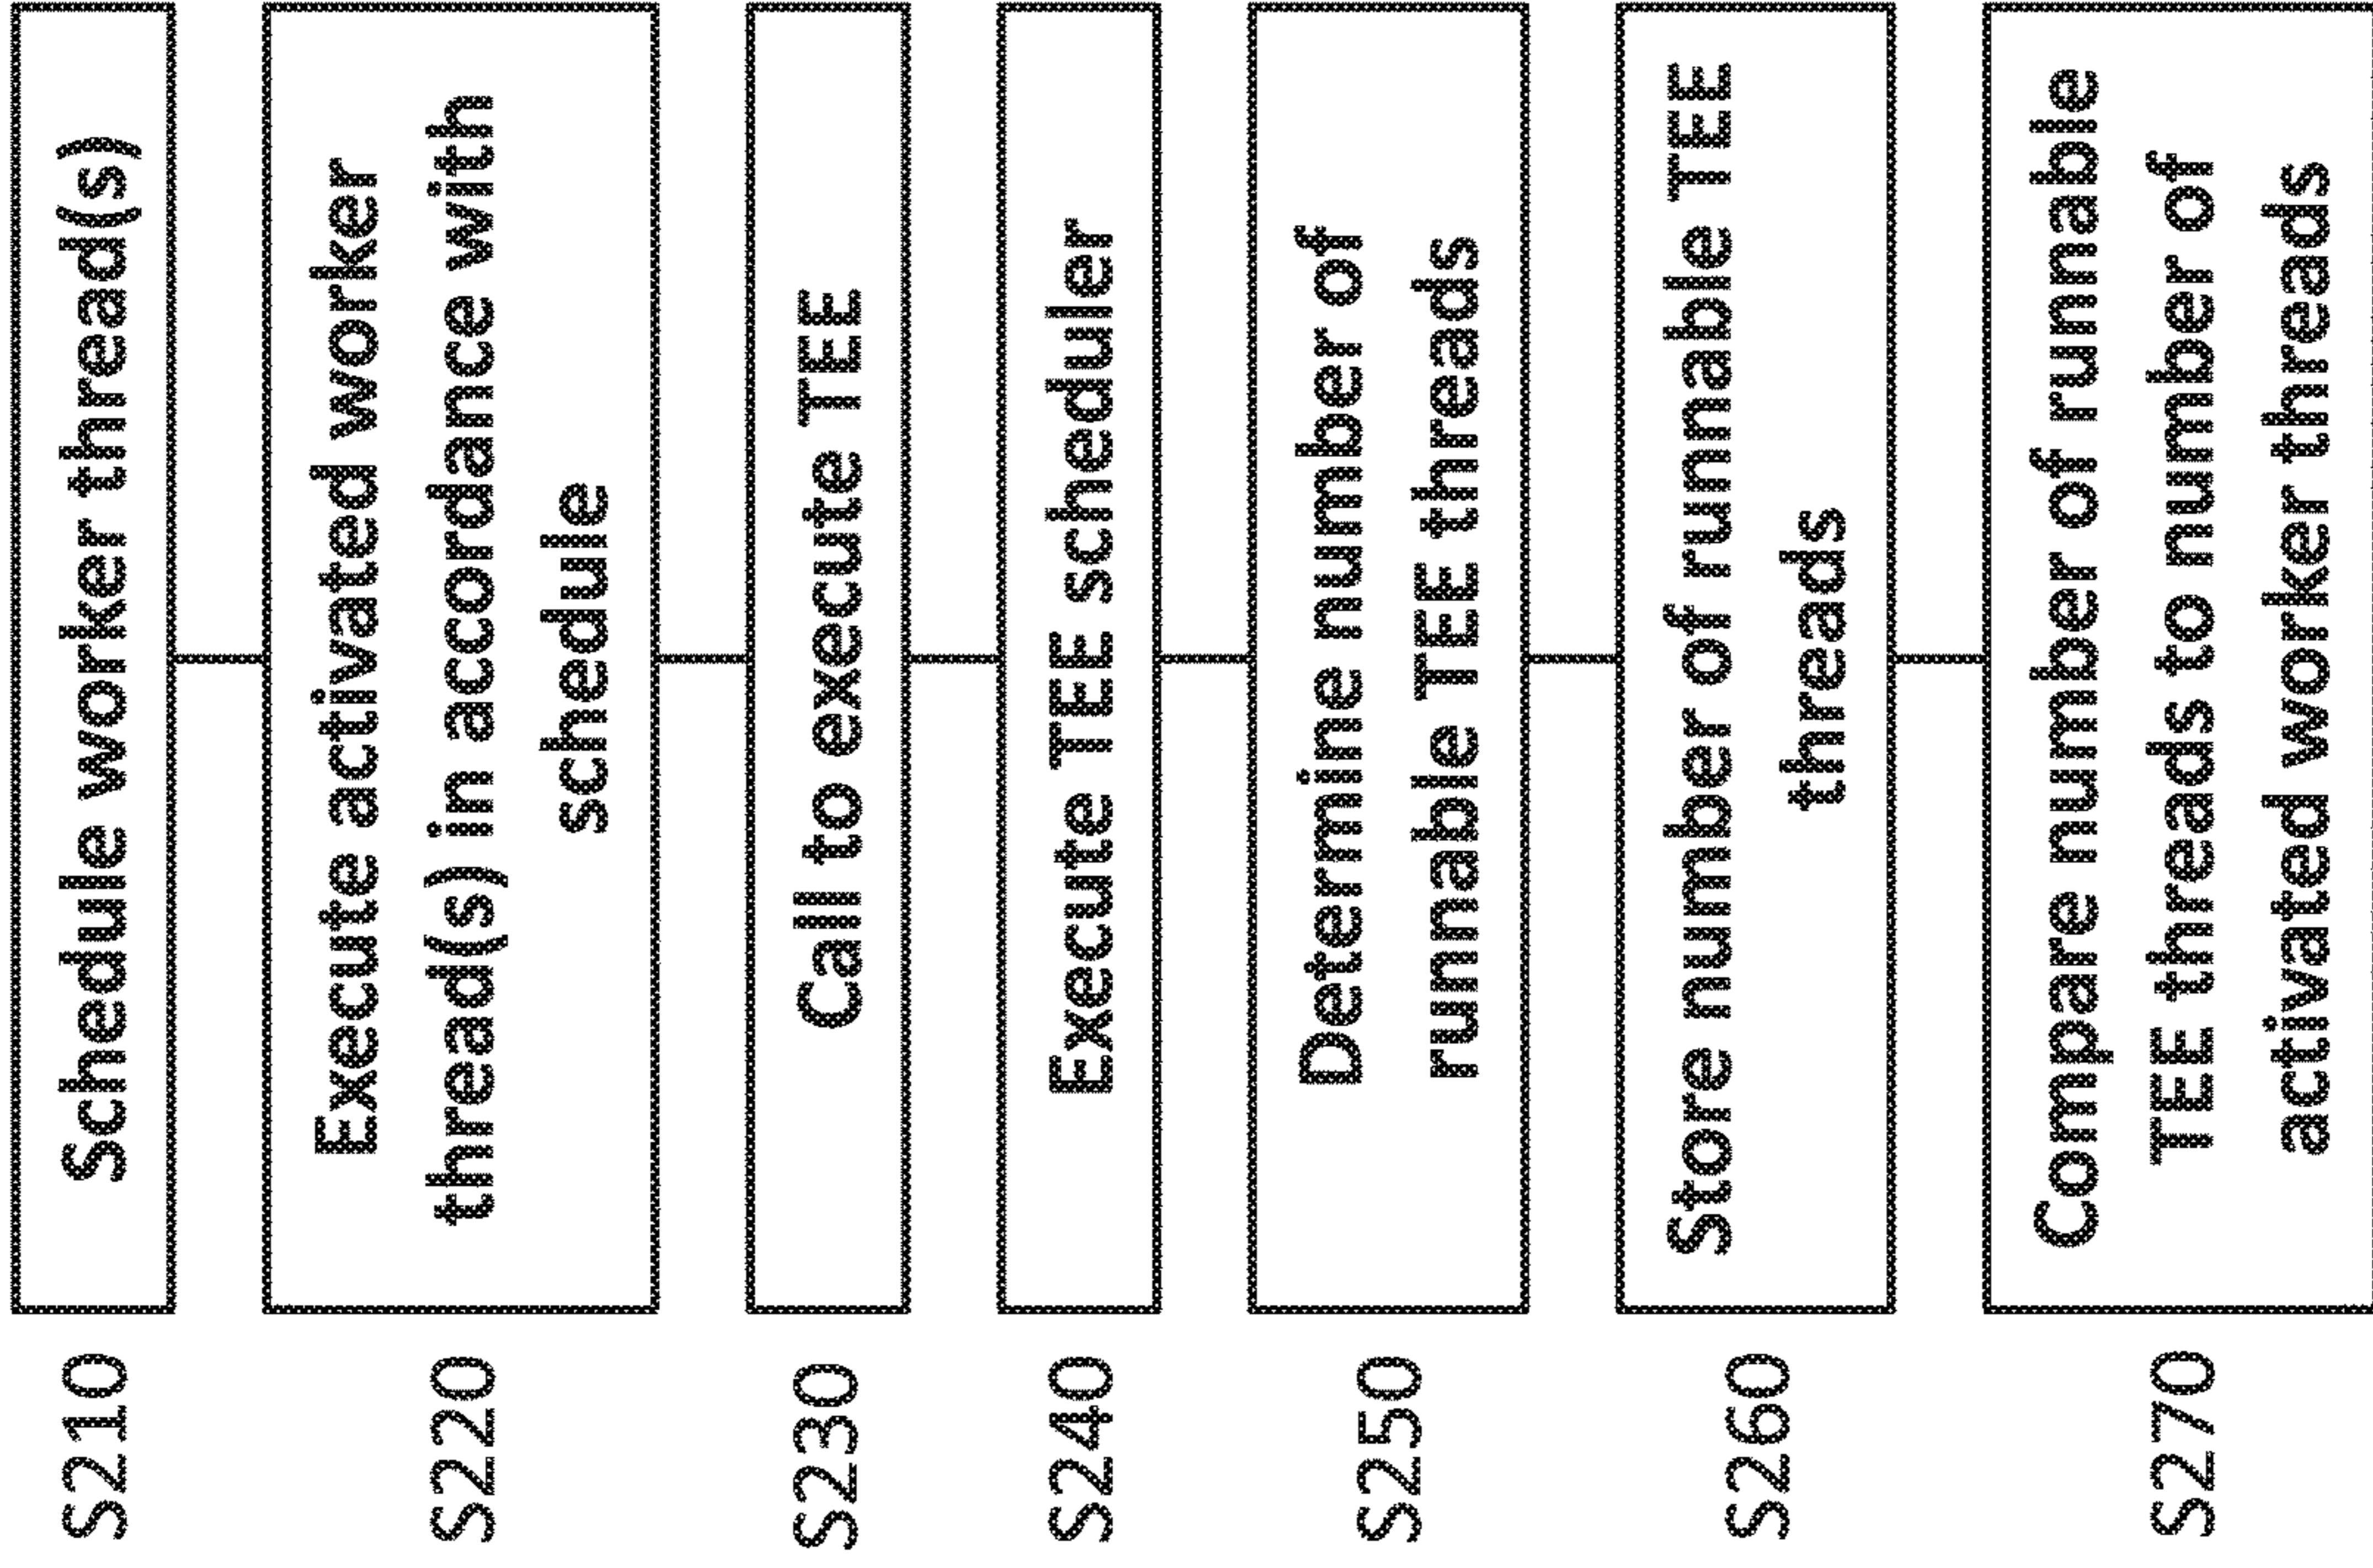 S210
Schedule worker thread(s)
S220
Execute activated worker
thread(s) in accordance with
schedule
S230
Call to execute TEE
S240
Execute TEE scheduler
S250
Determine number of
runnable TEE threads
S260
Store number of runnable TEE
threads
S270
Compare number of runnable
TEE threads to number of
activated worker threads